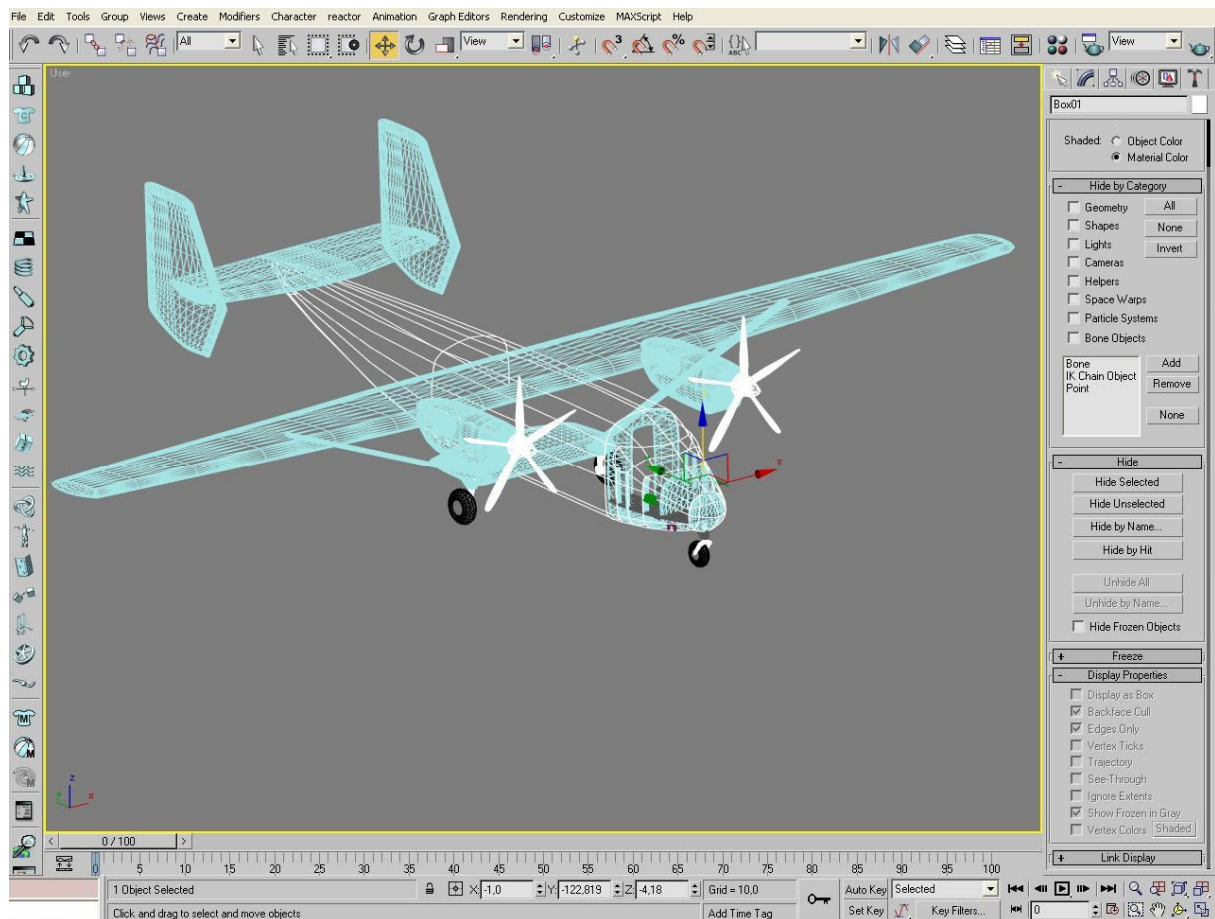 File Edit Tools Group Views Create Modifiers Character reactor Animation Graph Editors Rendering Customize MAXScript Help
All View View
User
Box01
Shaded: Object Color
Material Color
- Hide by Category
Geometry All
Shapes None
Lights Invert
Cameras
Helpers
Space Warps
Particle Systems
Bone Objects
Bone Add
IK Chain Object Remove
Point
None
- Hide
Hide Selected
Hide Unselected
Hide by Name...
Hide by Hit
Unhide All
Unhide by Name...
Hide Frozen Objects
+ Freeze
- Display Properties
Display as Box
Backface Cull
Edges Only
Vertex Ticks
Trajectory
See-Through
Ignore Extents
Show Frozen in Gray
Vertex Colors Shaded
+ Link Display
z
y x
x
< 0 / 100 >
0 5 10 15 20 25 30 35 40 45 50 55 60 65 70 75 80 85 90 95 100
1 Object Selected X: -1,0 Y: -122,819 Z: -4,18 Grid = 10,0 Auto Key Selected
Click and drag to select and move objects Add Time Tag Set Key Key Filters... 0